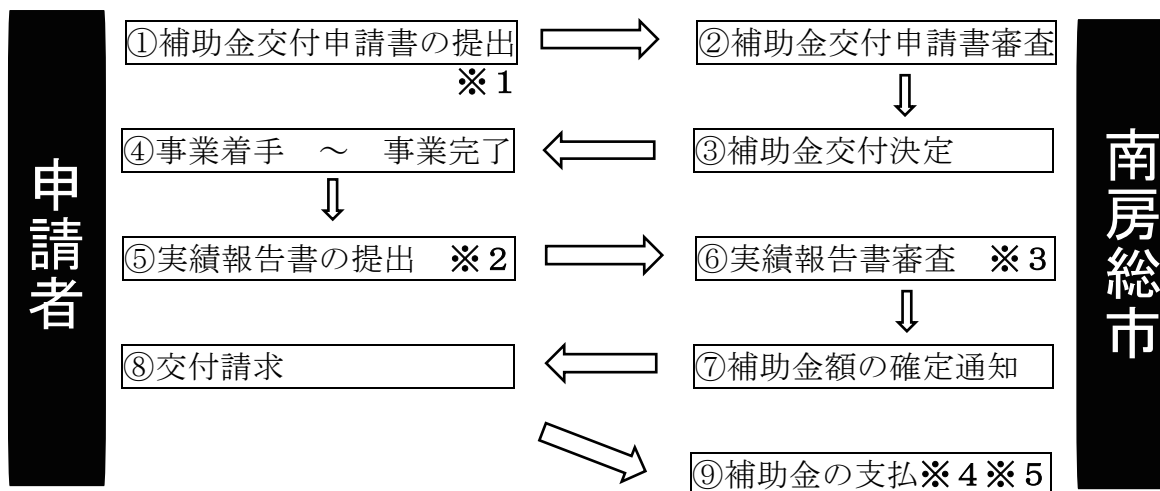 申請者
①補助金交付申請書の提出
※1
②補助金交付申請書審査
③補助金交付決定
④事業着手 ～ 事業完了
⑤実績報告書の提出 ※2
⑥実績報告書審査 ※3
⑦補助金額の確定通知
⑧交付請求
⑨補助金の支払※4※5
南房総市